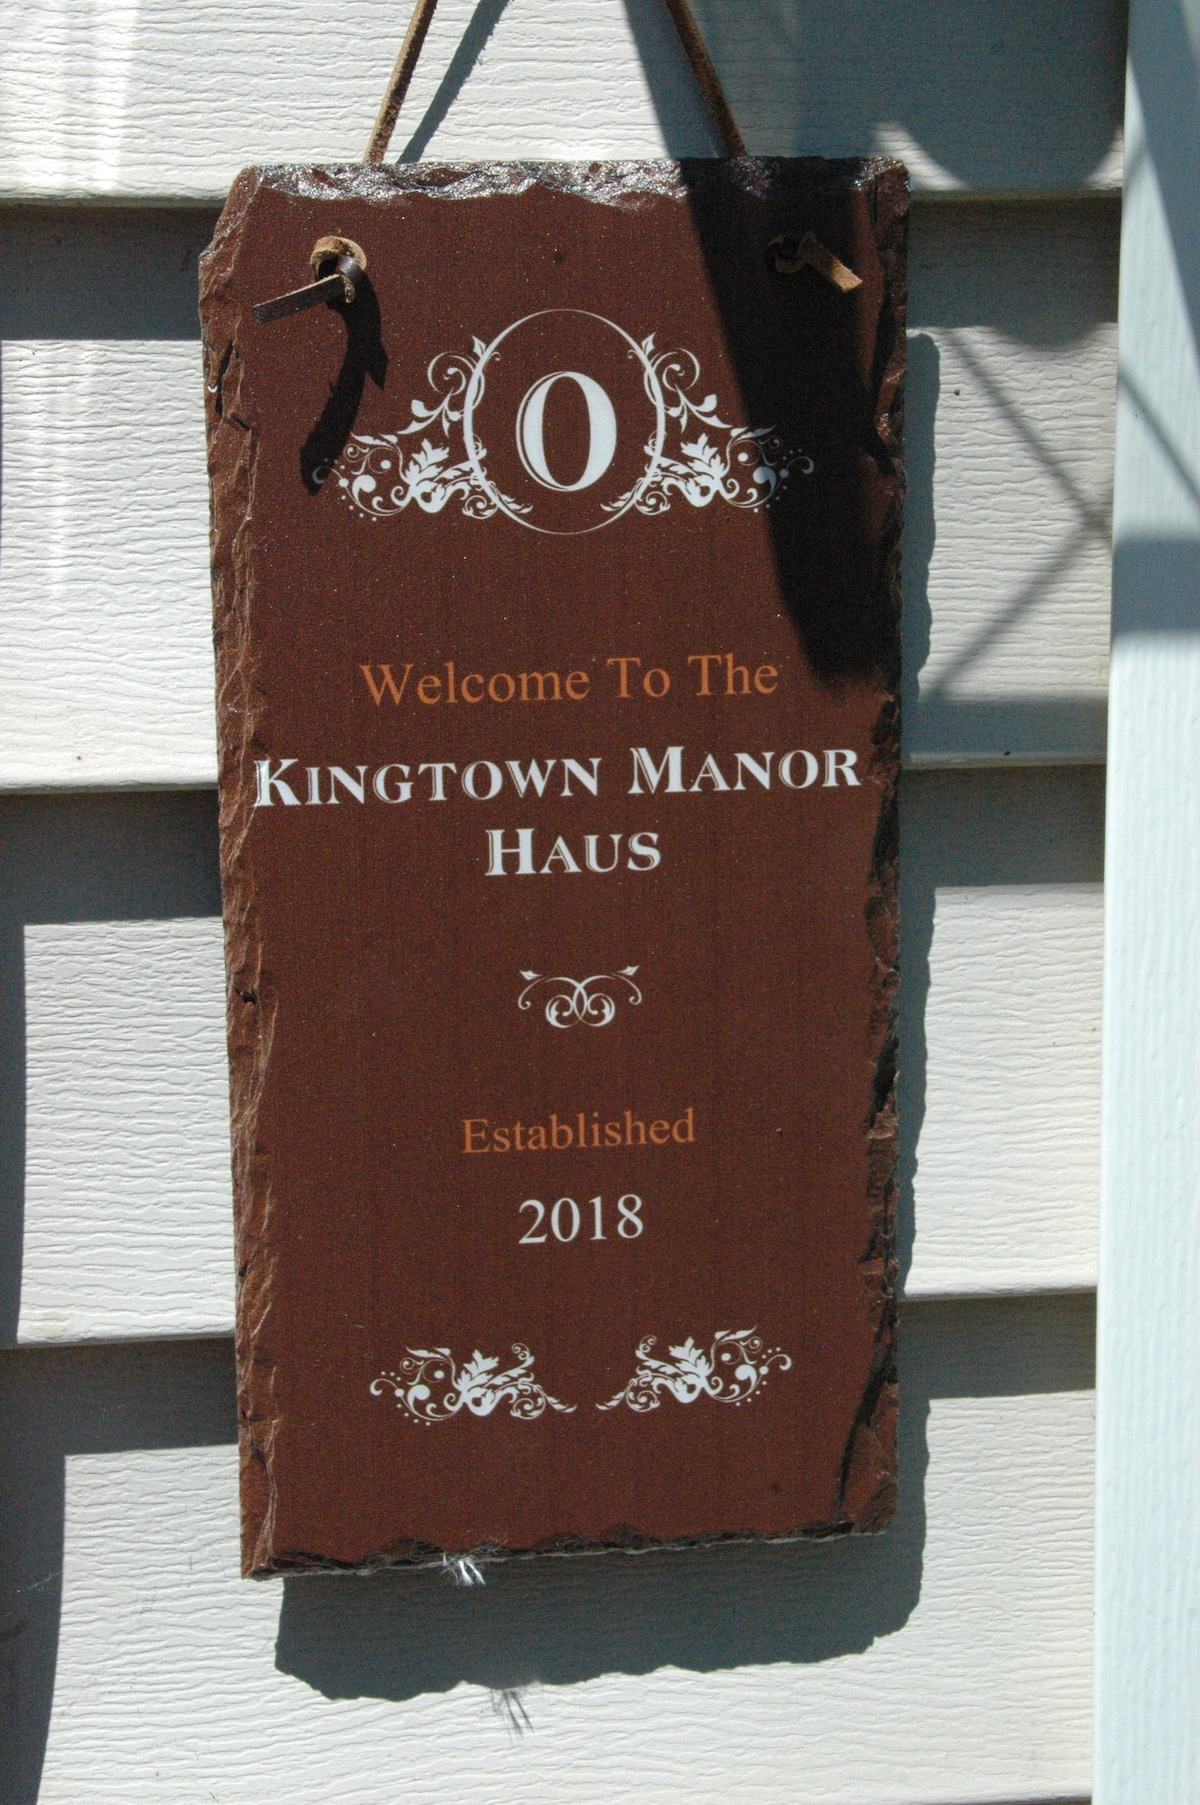 O
Welcome To The
KINGTOWN MANOR
HAUS
Established
2018